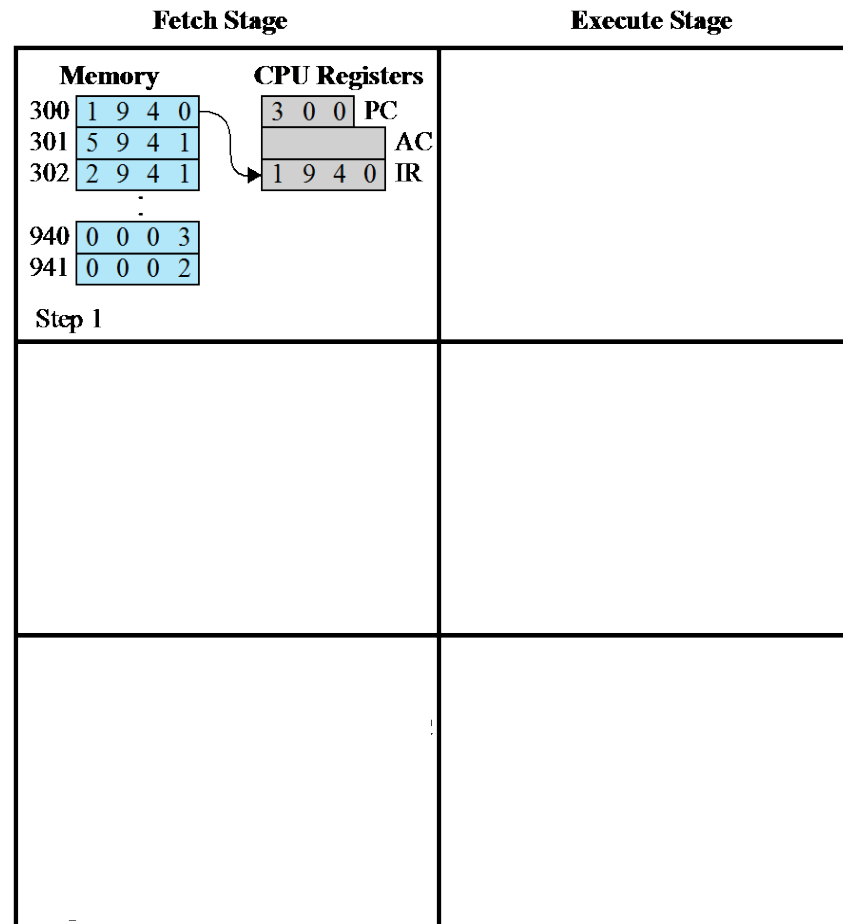 Fetch Stage Execute Stage
Memory CPU Registers
300 1 9 4 0 3 0 0 PC
301 5 9 4 1 AC
302 2 9 4 1 1 9 4 0 IR
:
940 0 0 0 3
941 0 0 0 2
Step 1